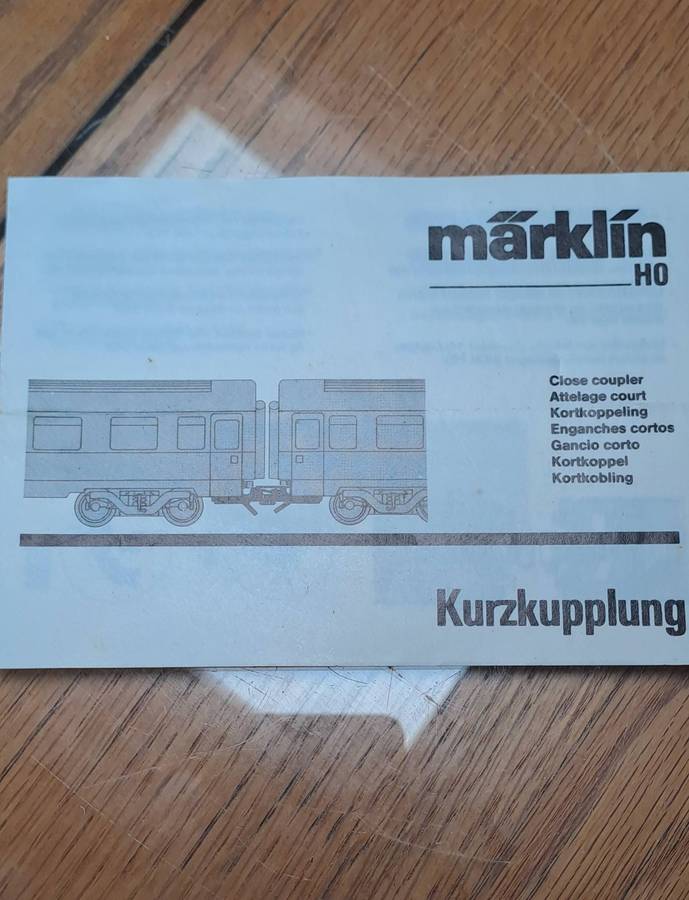 märklin
HO
Close coupler
Attelage court
Kortkoppeling
Enganches cortos
Gancio corto
Kortkoppel
Kortkobling
Kurzkupplung